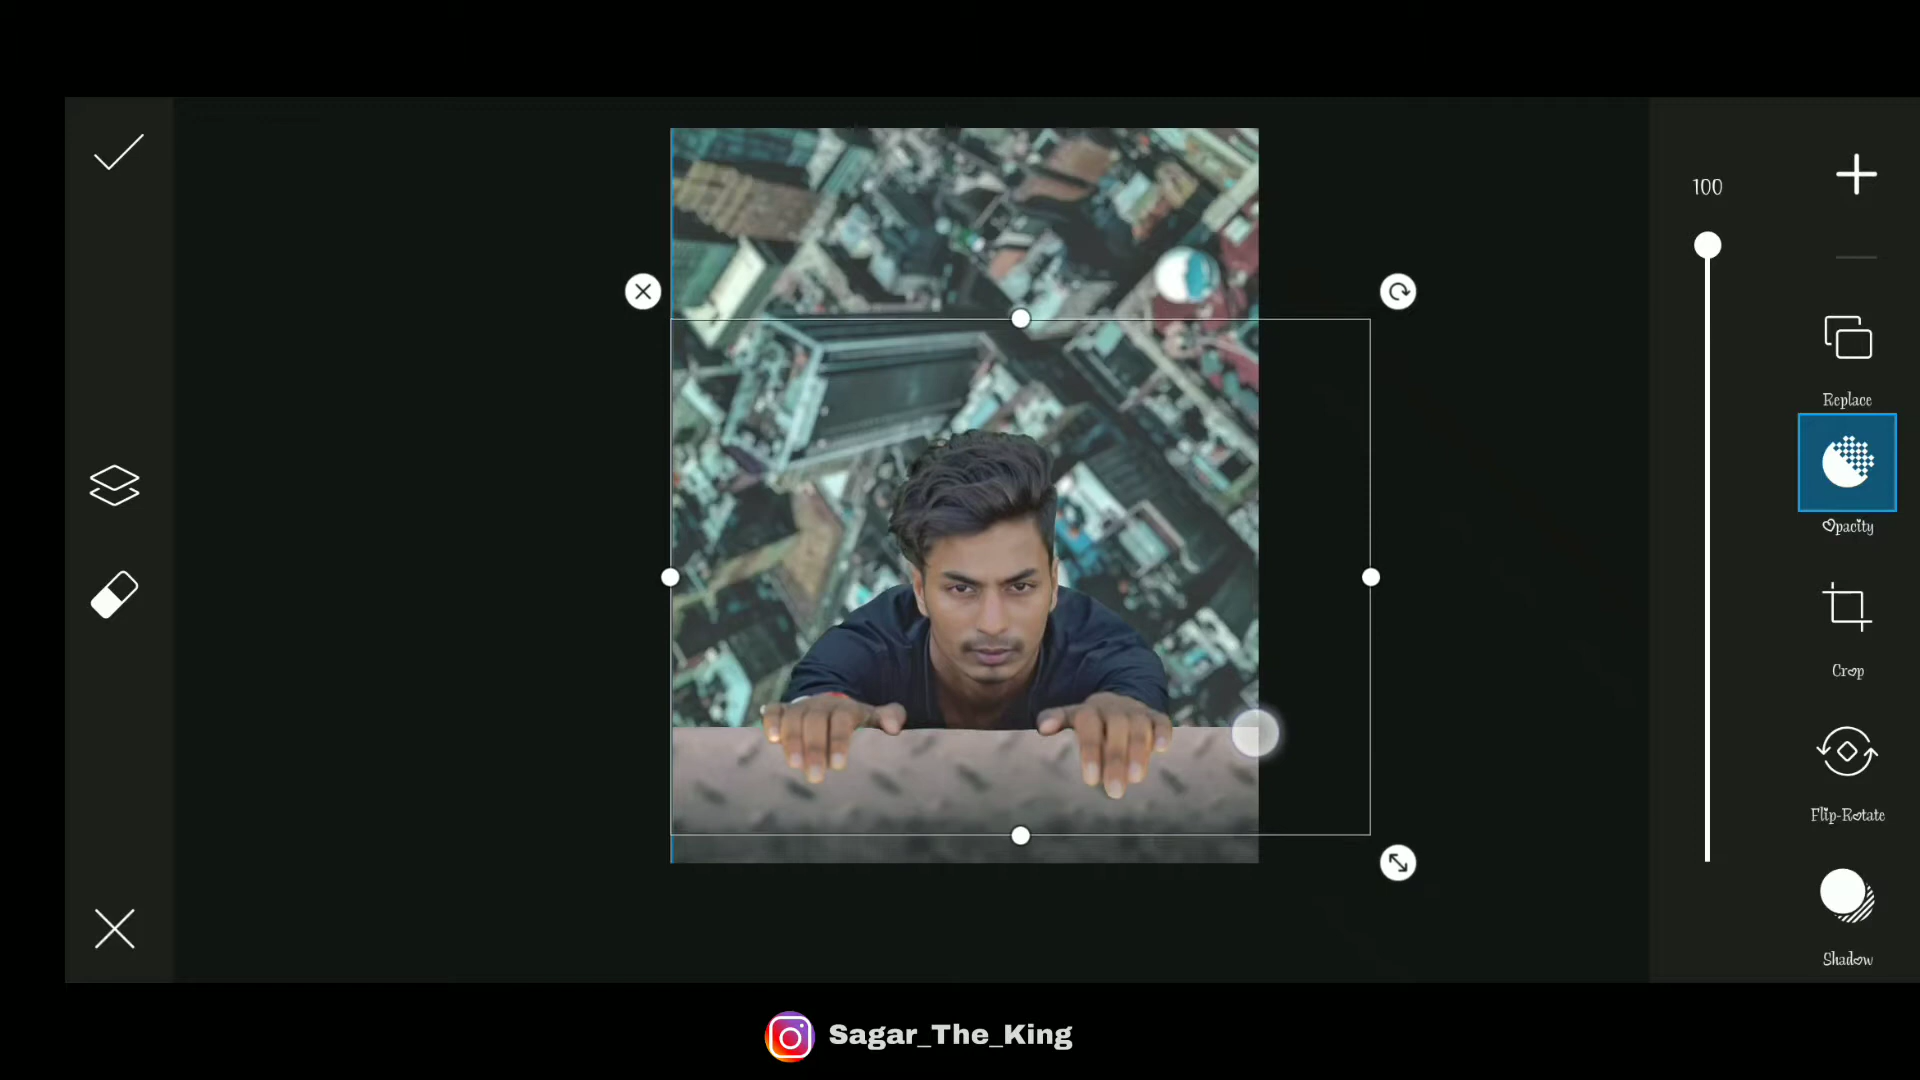 100
Replace
Opacity
Crop
Flip-Rotate
Shadow
Sagar_The_King